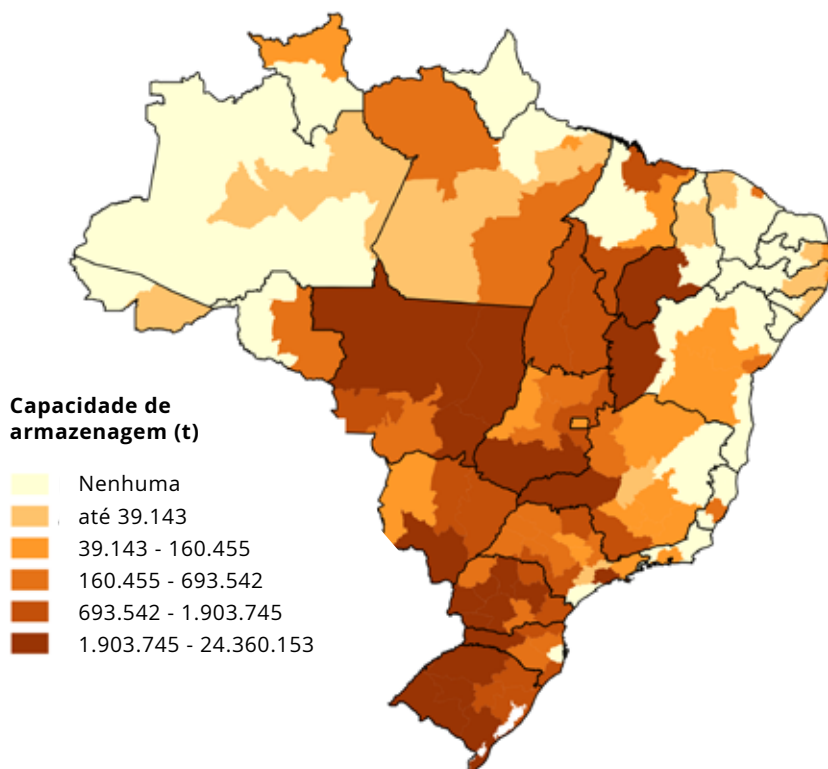 Capacidade de
armazenagem (t)
Nenhuma
até 39.143
39.143 - 160.455
160.455 - 693.542
693.542 - 1.903.745
1.903.745 - 24.360.153